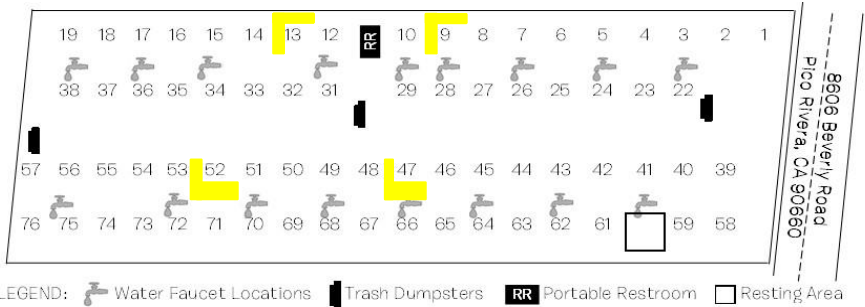 19 18 17 16 15 14 13 12 RR 10 9 8 7 6 5 4 3 2 1
38 37 36 35 34 33 32 31 29 28 27 26 25 24 23 22
57 56 55 54 53 52 51 50 49 48 47 46 45 44 43 42 41 40 39
76 75 74 73 72 71 70 69 68 67 66 65 64 63 62 61 59 58
8606 Beverly Road
Pico Rivera, CA 90660
LEGEND: Water Faucet Locations Trash Dumpsters RR Portable Restroom Resting Area